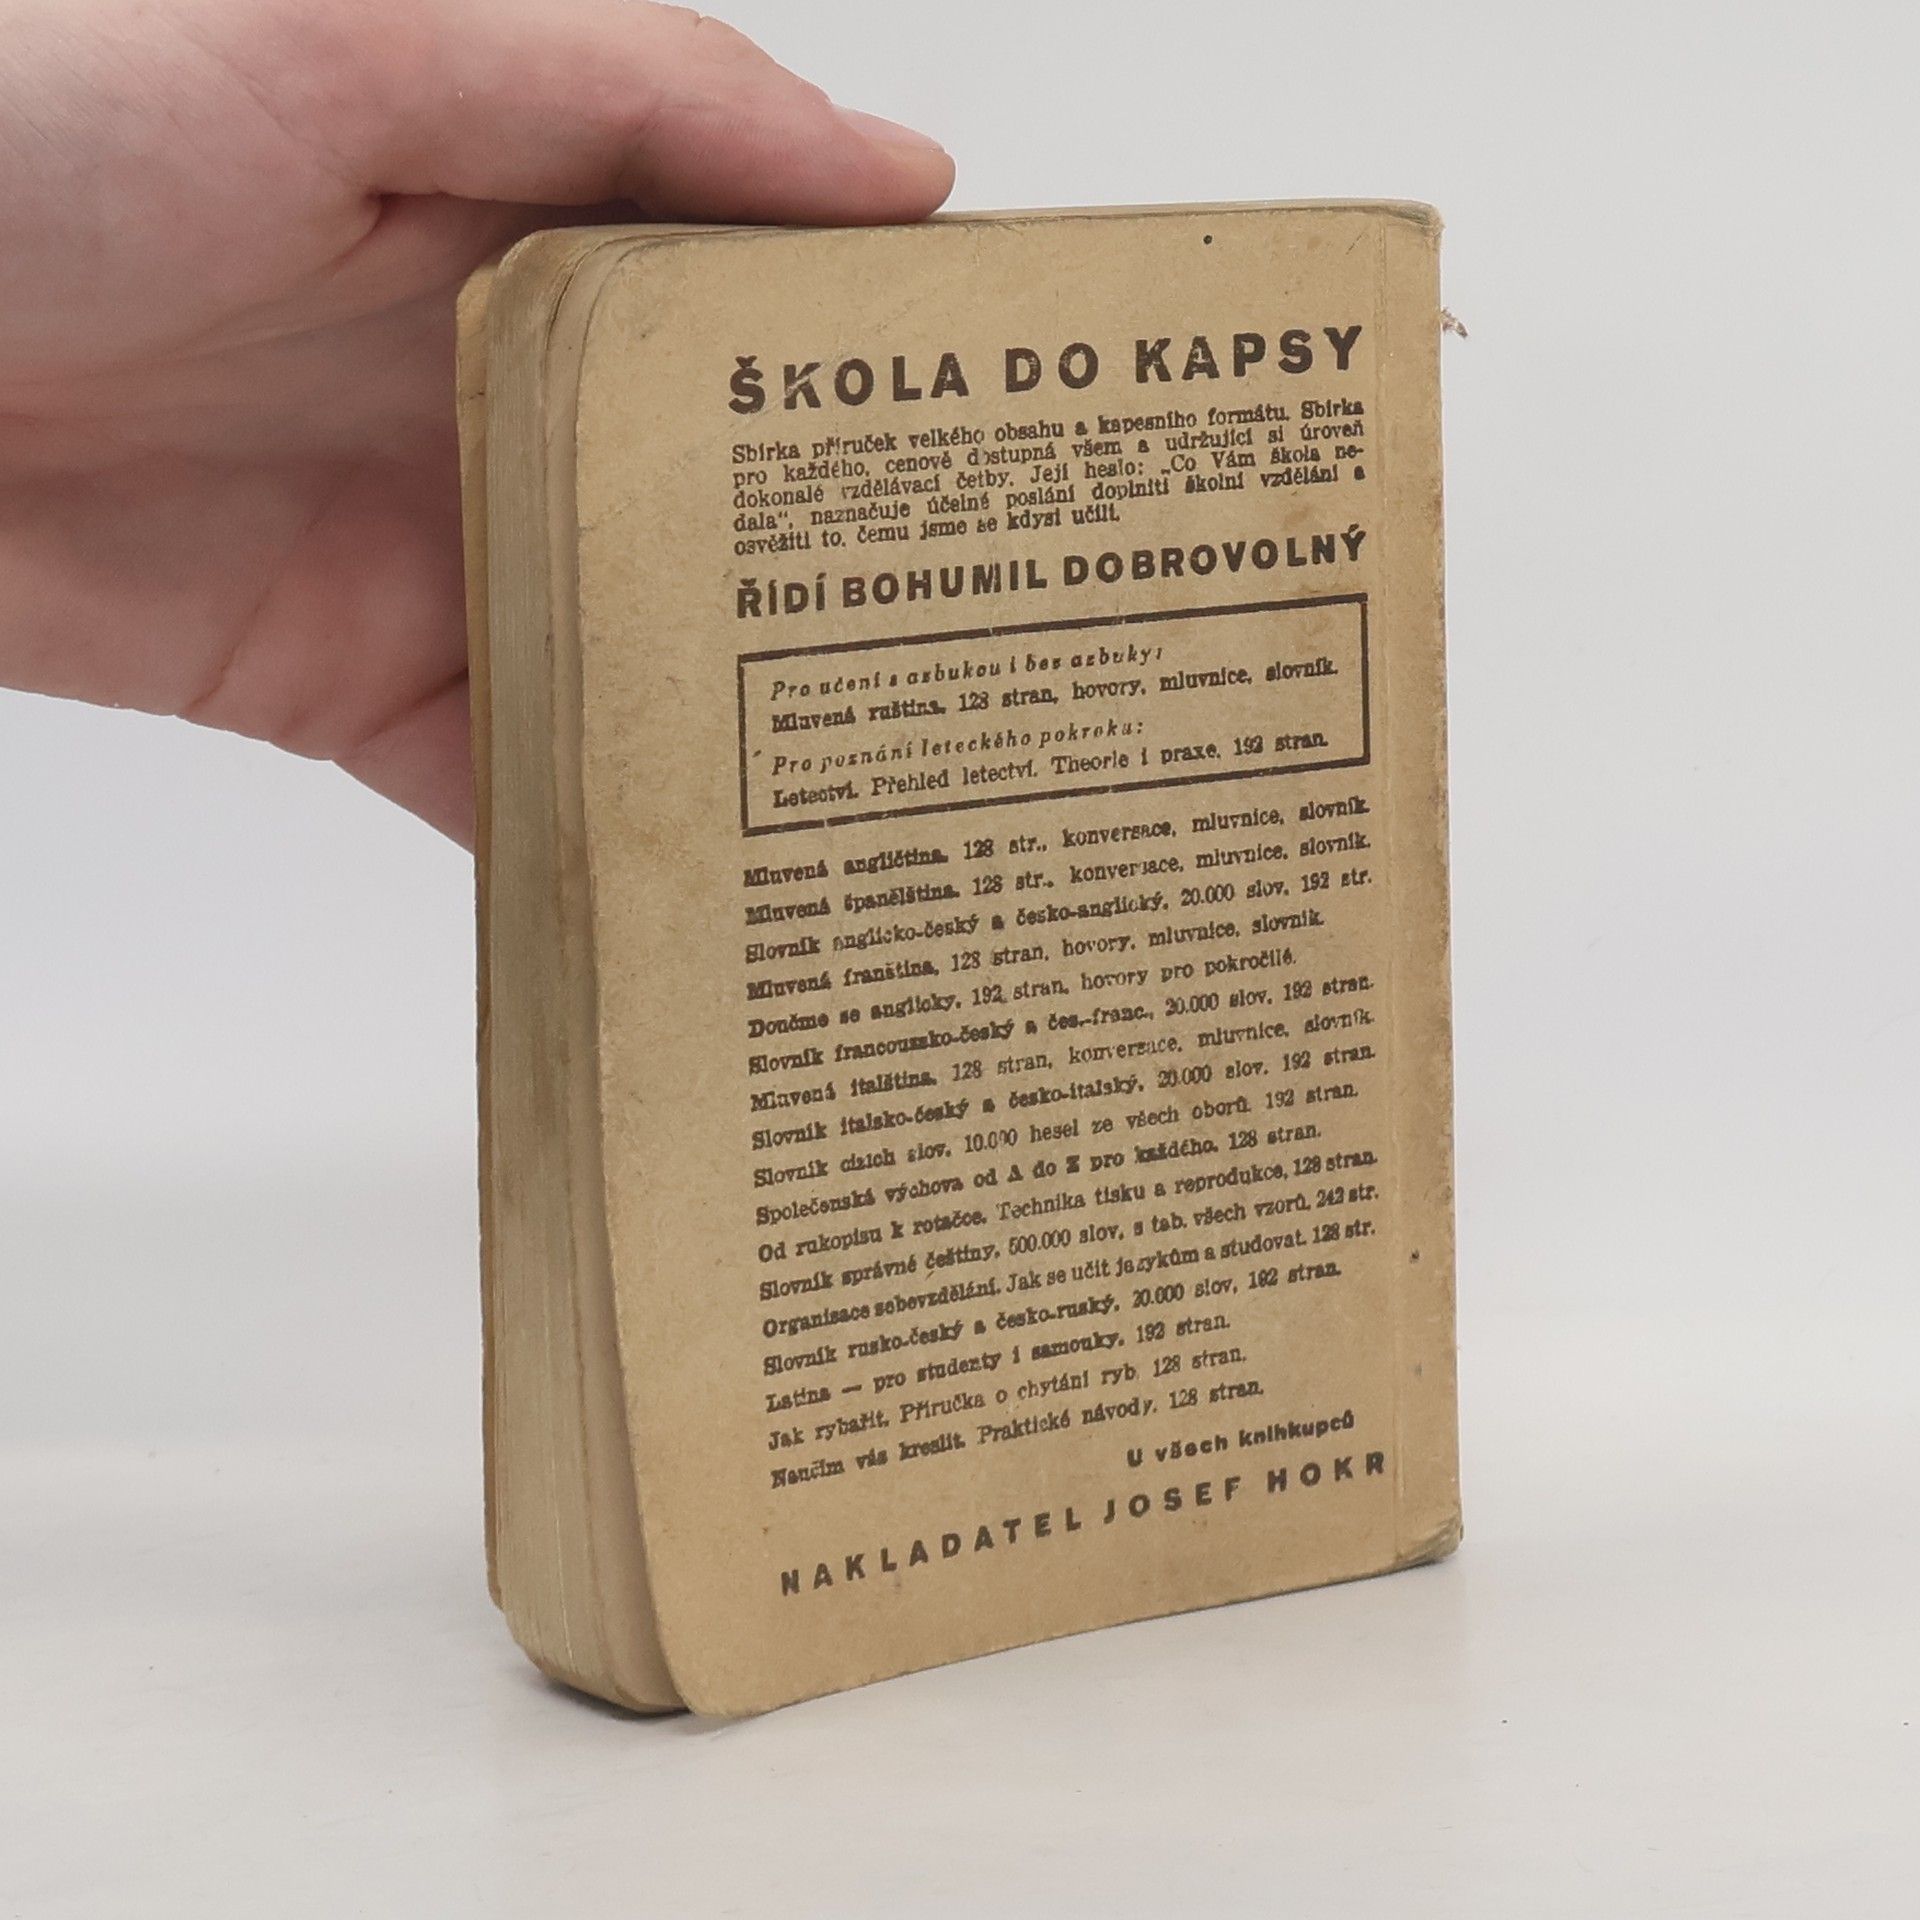 ŠKOLA DO KAPSY
Sbírka příruček velkého obsahu a kapesního formátu. Sbírka
pro každého, cenově dostupná všem a udržující si úroveň
dokonalé vzdělávací četby. Její heslo: „Co Vám škola ne-
dala“, naznačuje účelné poslání doplniti školní vzdělání a
osvěžiti to, čemu jsme se kdysi učili.
ŘÍDÍ BOHUMIL DOBROVOLNÝ
Pro učení s azbukou i bez azbuky:
Mluvená ruština. 128 stran, hovory, mluvnice, slovník.
Pro poznání leteckého pokroku:
Letectví. Přehled letectví. Theorie i praxe. 192 stran.
Mluvená angličtina. 128 str., konversace, mluvnice, slovník.
Mluvená španělština. 128 str., konversace, mluvnice, slovník.
Slovník anglicko-český a česko-anglický. 20.000 slov. 192 str.
Mluvená franština. 128 stran, hovory, mluvnice, slovník.
Doučme se anglicky. 192 stran, hovory pro pokročilé.
Slovník francouzsko-český a čes.-franc., 20.000 slov. 192 stran.
Mluvená italština. 128 stran, konversace, mluvnice, slovník.
Slovník italsko-český a česko-italský. 20.000 slov. 192 stran.
Slovník cizích slov. 10.000 hesel ze všech oborů. 192 stran.
Společenská výchova od A do Z pro každého. 128 stran.
Od rukopisu k rotačce. Technika tisku a reprodukce. 128 stran.
Slovník správné češtiny. 500.000 slov, s tab. všech vzorů. 242 str.
Organisace sebevzdělání. Jak se učit jazykům a studovat. 128 str.
Slovník rusko-český a česko-ruský. 20.000 slov, 192 stran.
Latina — pro studenty i samouky. 192 stran.
Jak rybařit. Příručka o chytání ryb. 128 stran.
Naučím vás kreslit. Praktické návody. 128 stran.
U všech knihkupců
NAKLADATEL JOSEF HOKR